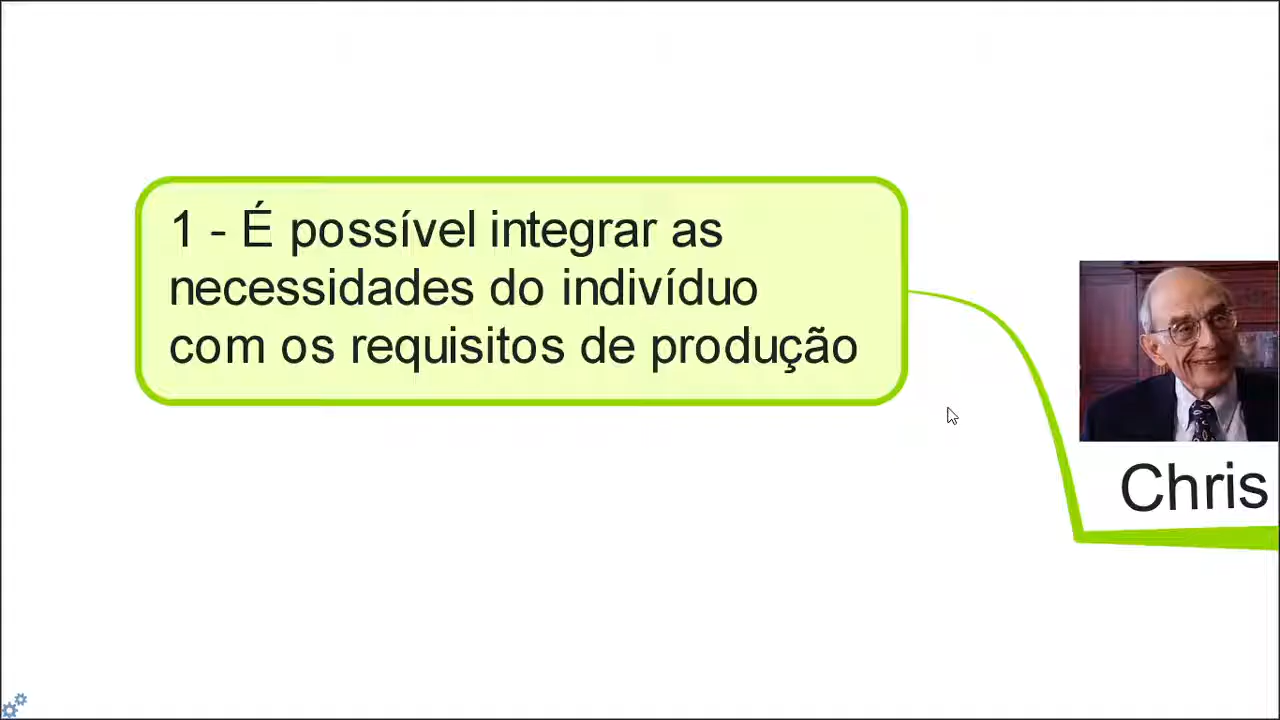 1 - É possível integrar as
necessidades do indivíduo
com os requisitos de produção
Chris